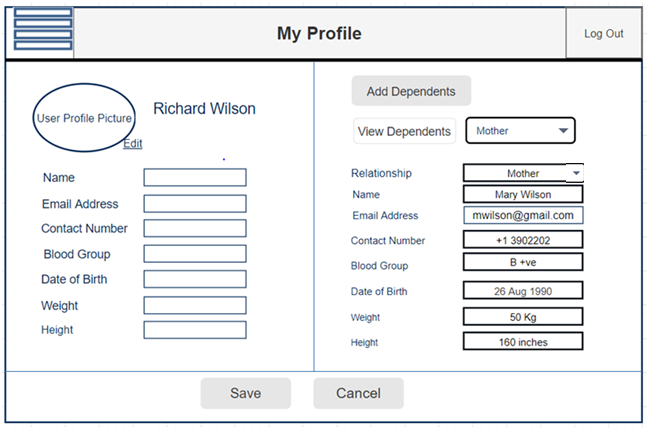 My Profile
Log Out
User Profile Picture
Richard Wilson
Edit
Name
Email Address
Contact Number
Blood Group
Date of Birth
Weight
Height
Add Dependents
View Dependents Mother
Relationship Mother
Name Mary Wilson
Email Address mwilson@gmail.com
Contact Number +1 3902202
Blood Group B +ve
Date of Birth 26 Aug 1990
Weight 50 Kg
Height 160 inches
Save Cancel